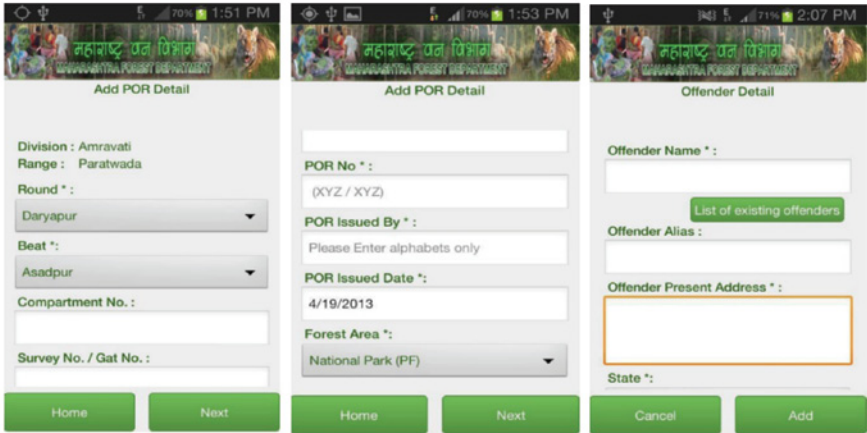 70% 1:51 PM
महाराष्ट्र वन विभाग
MAHARASHTRA FOREST DEPARTMENT
Add POR Detail
Division : Amravati
Range : Paratwada
Round * :
Daryapur
Beat *:
Asadpur
Compartment No. :
Survey No. / Gat No. :
Home Next
70% 1:53 PM
महाराष्ट्र वन विभाग
MAHARASHTRA FOREST DEPARTMENT
Add POR Detail
POR No * :
(XYZ / XYZ)
POR Issued By * :
Please Enter alphabets only
POR Issued Date *:
4/19/2013
Forest Area *:
National Park (PF)
Home Next
71% 2:07 PM
महाराष्ट्र वन विभाग
MAHARASHTRA FOREST DEPARTMENT
Offender Detail
Offender Name * :
List of existing offenders
Offender Alias :
Offender Present Address * :
State *:
Cancel Add